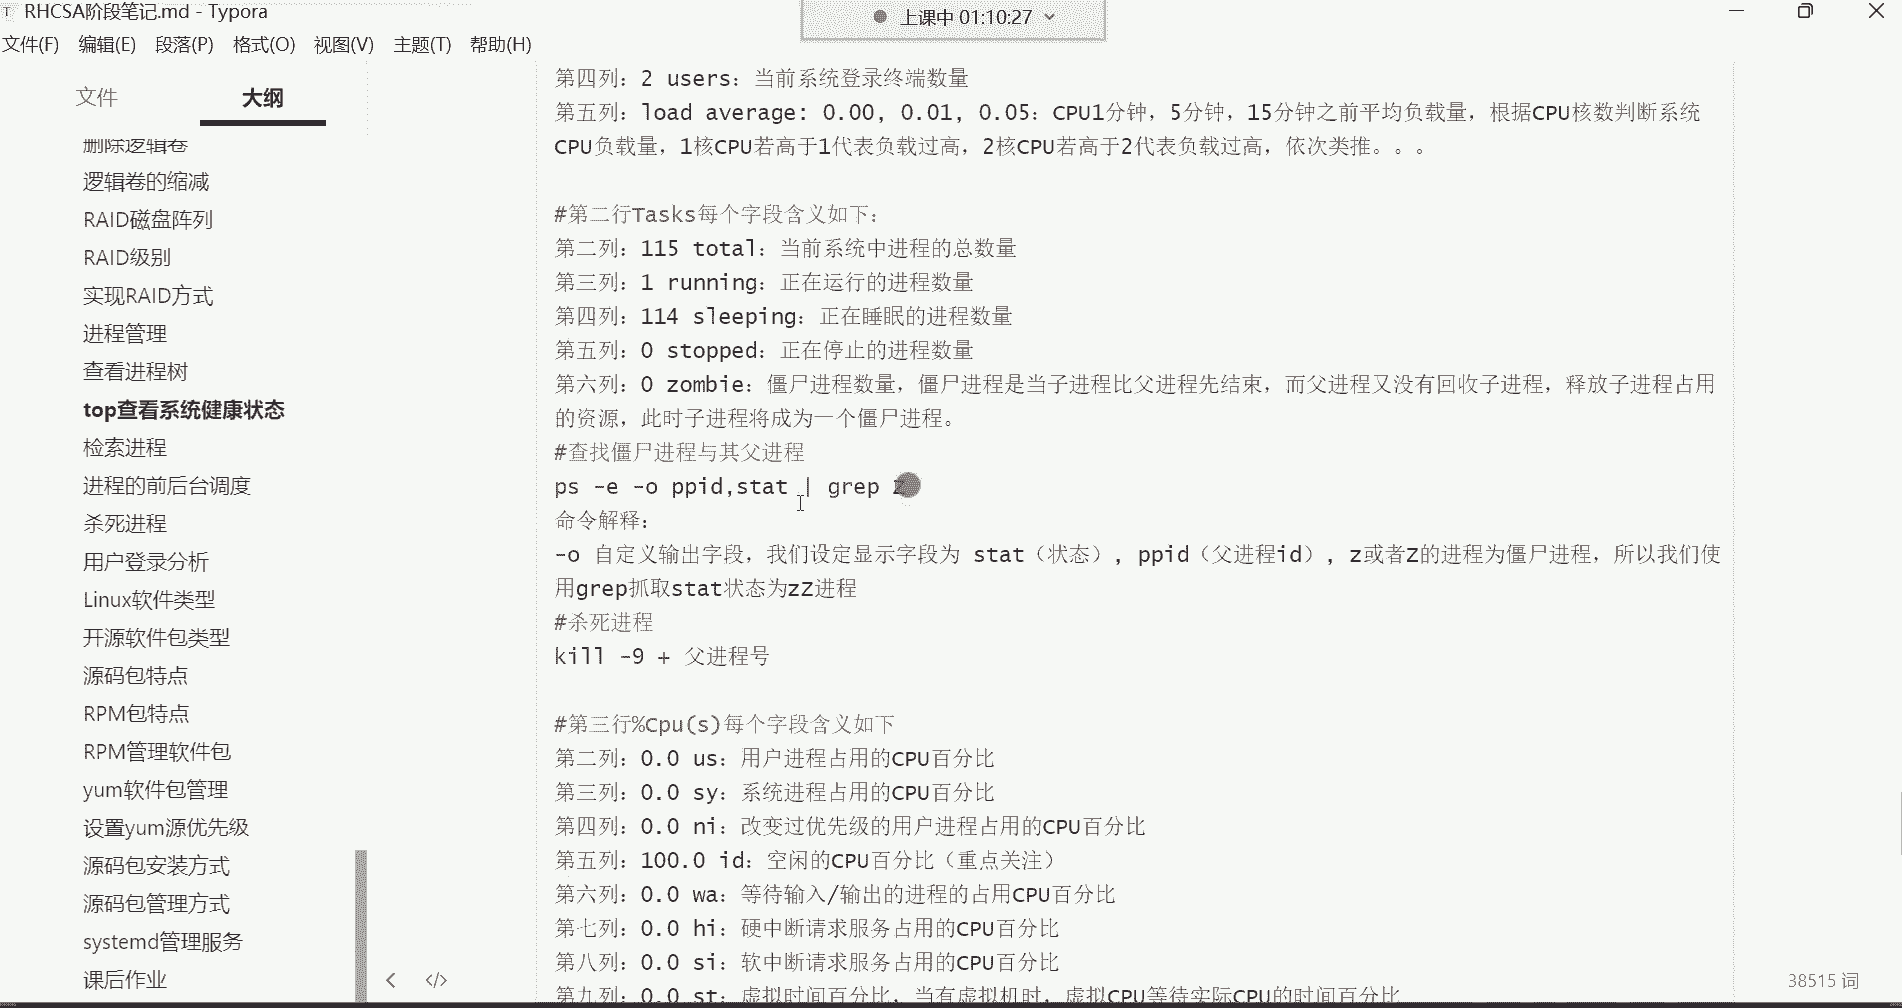 RHCSA阶段笔记.md - Typora
上课中 01:10:27
文件(F) 编辑(E) 段落(P) 格式(O) 视图(V) 主题(T) 帮助(H)
文件 大纲
删除逻辑卷
逻辑卷的缩减
RAID磁盘阵列
RAID级别
实现RAID方式
进程管理
查看进程树
top查看系统健康状态
检索进程
进程的前后台调度
杀死进程
用户登录分析
Linux软件类型
开源软件包类型
源码包特点
RPM包特点
RPM管理软件包
yum软件包管理
设置yum源优先级
源码包安装方式
源码包管理方式
systemd管理服务
课后作业
第四列：2 users：当前系统登录终端数量
第五列：load average: 0.00, 0.01, 0.05：CPU1分钟，5分钟，15分钟之前平均负载量，根据CPU核数判断系统
CPU负载量，1核CPU若高于1代表负载过高，2核CPU若高于2代表负载过高，依次类推。。。
#第二行Tasks每个字段含义如下：
第二列：115 total：当前系统中进程的总数量
第三列：1 running：正在运行的进程数量
第四列：114 sleeping：正在睡眠的进程数量
第五列：0 stopped：正在停止的进程数量
第六列：0 zombie：僵尸进程数量，僵尸进程是当子进程比父进程先结束，而父进程又没有回收子进程，释放子进程占用
的资源，此时子进程将成为一个僵尸进程。
#查找僵尸进程与其父进程
ps -e -o ppid,stat | grep
命令解释：
-o 自定义输出字段，我们设定显示字段为 stat（状态）, ppid（父进程id）, z或者Z的进程为僵尸进程，所以我们使
用grep抓取stat状态为zZ进程
#杀死进程
kill -9 + 父进程号
#第三行%Cpu(s)每个字段含义如下
第二列：0.0 us：用户进程占用的CPU百分比
第三列：0.0 sy：系统进程占用的CPU百分比
第四列：0.0 ni：改变过优先级的用户进程占用的CPU百分比
第五列：100.0 id：空闲的CPU百分比（重点关注）
第六列：0.0 wa：等待输入/输出的进程的占用CPU百分比
第七列：0.0 hi：硬中断请求服务占用的CPU百分比
第八列：0.0 si：软中断请求服务占用的CPU百分比
第九列：0.0 st：虚拟时间百分比，当有虚拟机时，虚拟CPU等待实际CPU的时间百分比
38515 词